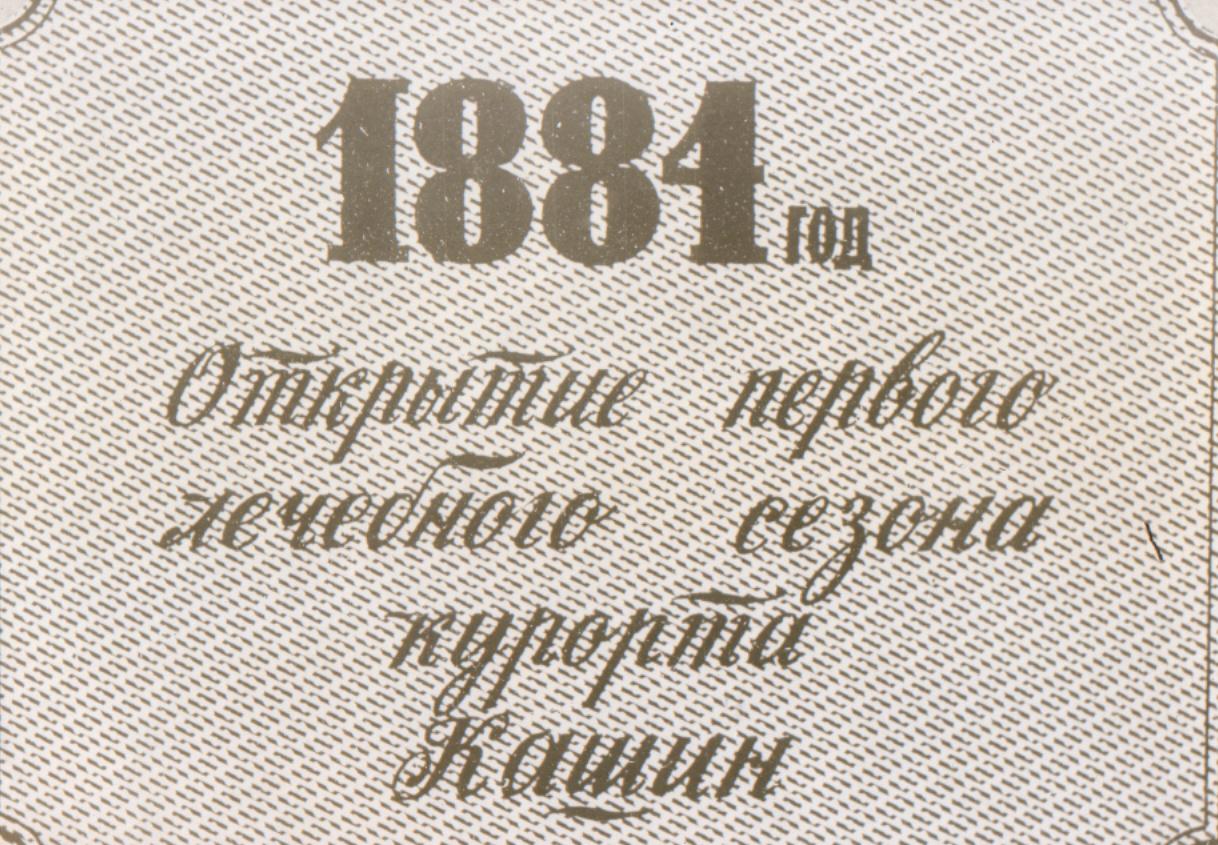 1884 год
Открытие первого
лечебного сезона
курорта
Кашин